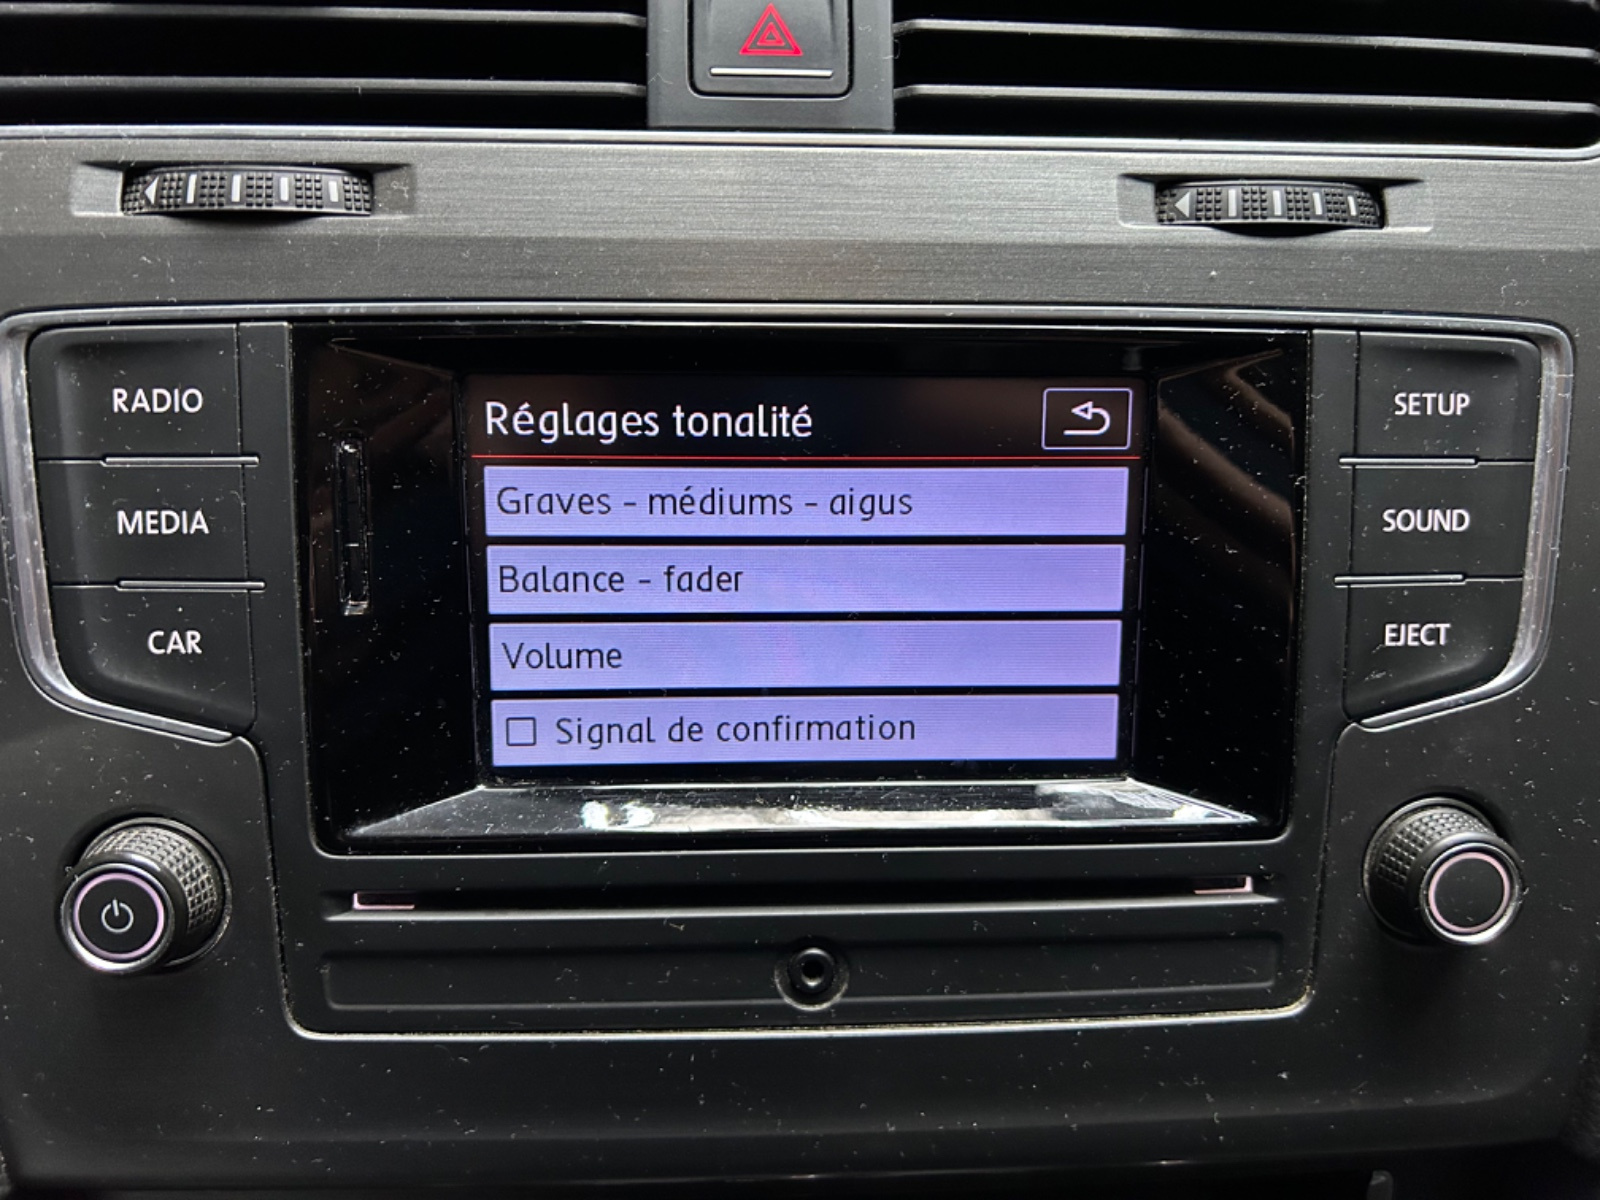 RADIO
MEDIA
CAR
Réglages tonalité
Graves - médiums - aigus
Balance - fader
Volume
Signal de confirmation
SETUP
SOUND
EJECT